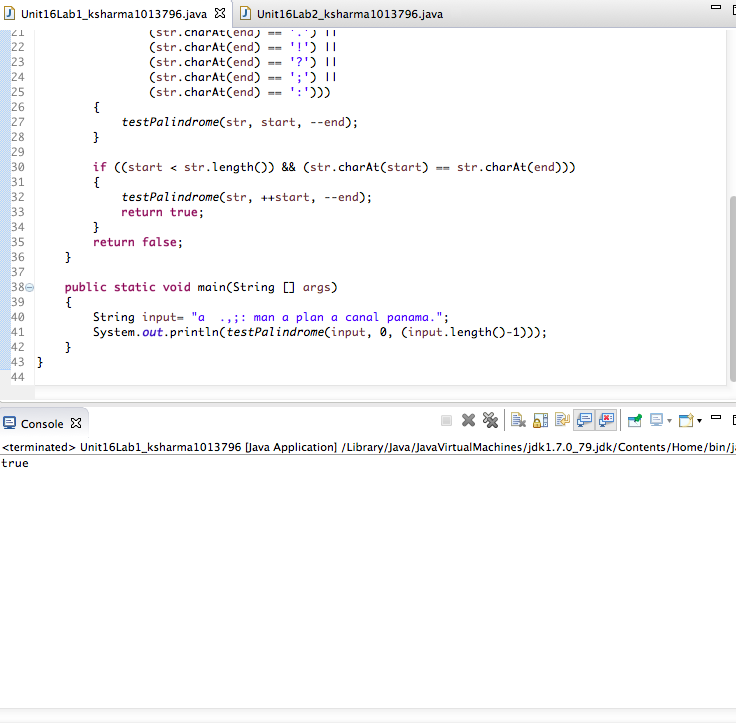 Unit16Lab1_ksharma1013796.java Unit16Lab2_ksharma1013796.java
21 (str.charAt(end) == '.') ||
22 (str.charAt(end) == '!') ||
23 (str.charAt(end) == '?') ||
24 (str.charAt(end) == ';') ||
25 (str.charAt(end) == ':')))
26 {
27 testPalindrome(str, start, --end);
28 }
29
30 if ((start < str.length()) && (str.charAt(start) == str.charAt(end)))
31 {
32 testPalindrome(str, ++start, --end);
33 return true;
34 }
35 return false;
36 }
37
38 public static void main(String [] args)
39 {
40 String input= "a  .,;: man a plan a canal panama.";
41 System.out.println(testPalindrome(input, 0, (input.length()-1)));
42 }
43 }
44
Console
<terminated> Unit16Lab1_ksharma1013796 [Java Application] /Library/Java/JavaVirtualMachines/jdk1.7.0_79.jdk/Contents/Home/bin/j
true